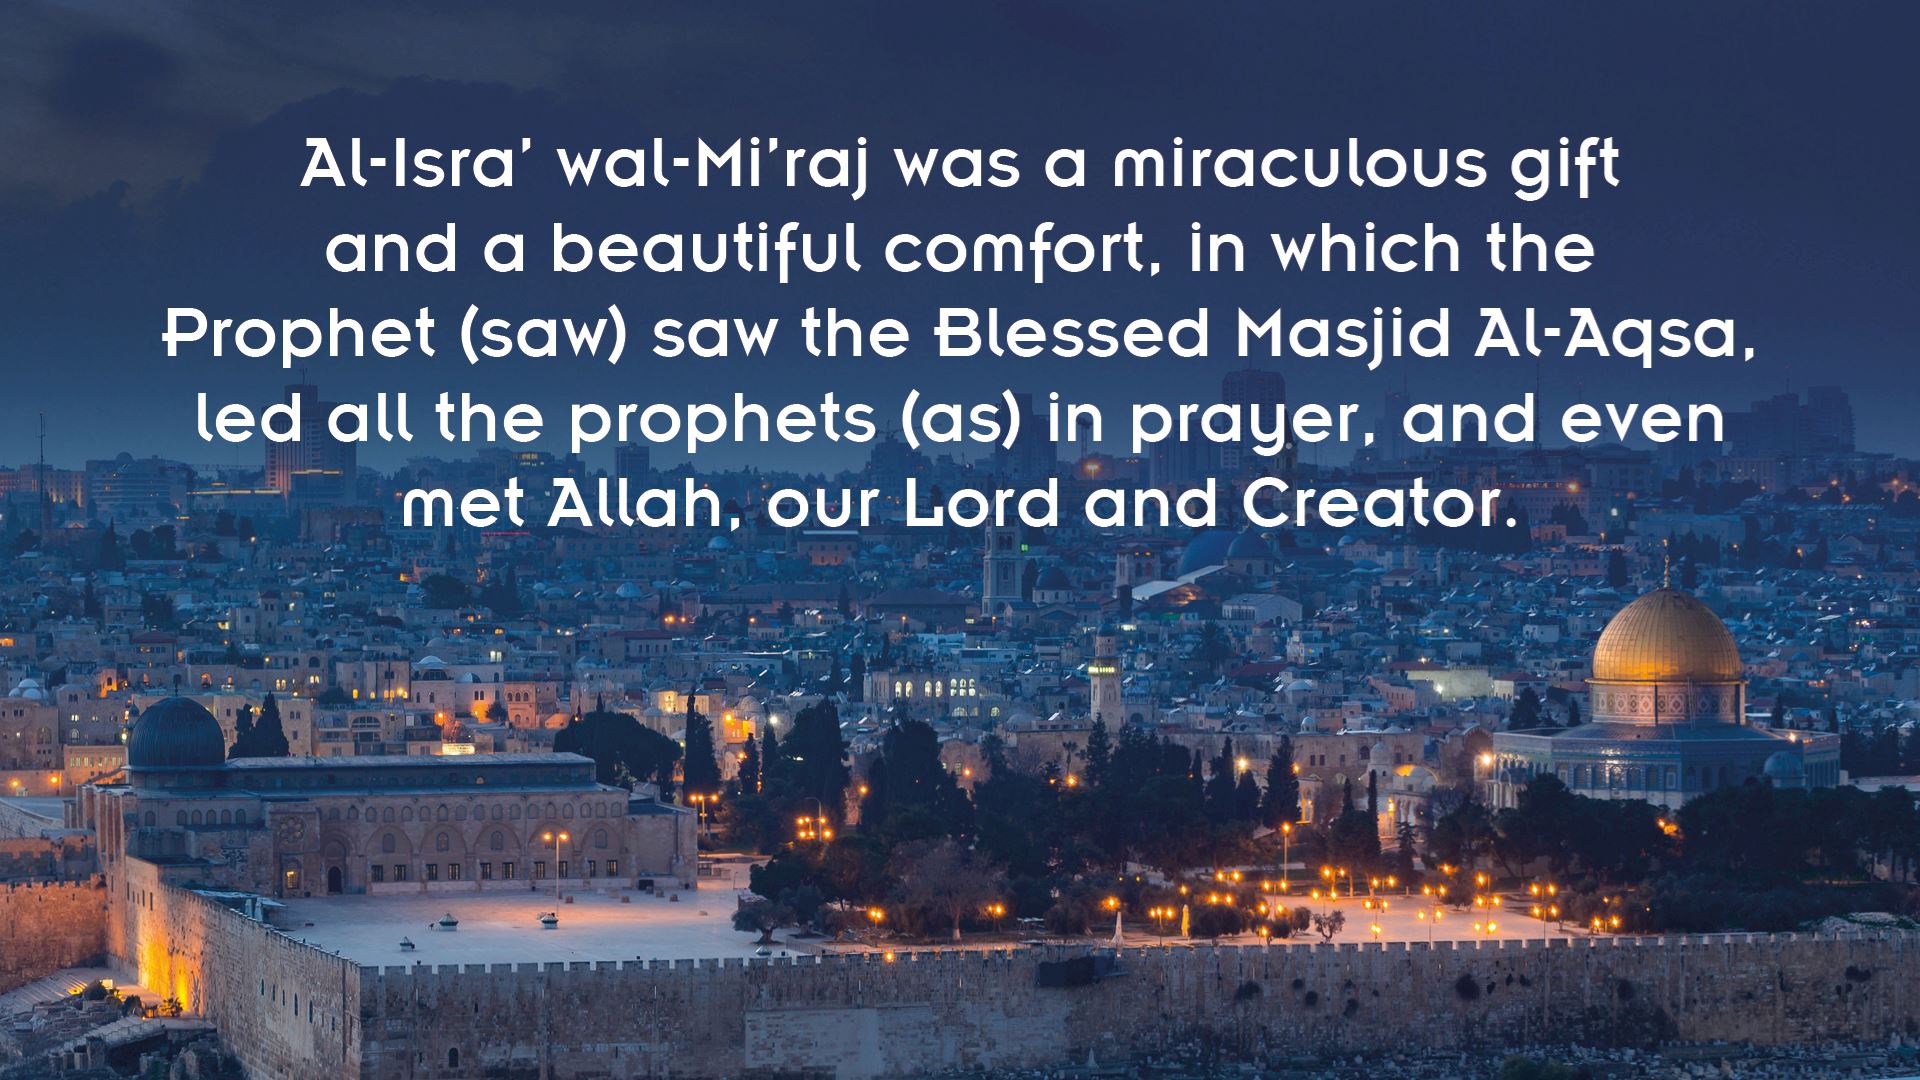 Al-Isra' wal-Mi'raj was a miraculous gift
and a beautiful comfort, in which the
Prophet (saw) saw the Blessed Masjid Al-Aqsa,
led all the prophets (as) in prayer, and even
met Allah, our Lord and Creator.